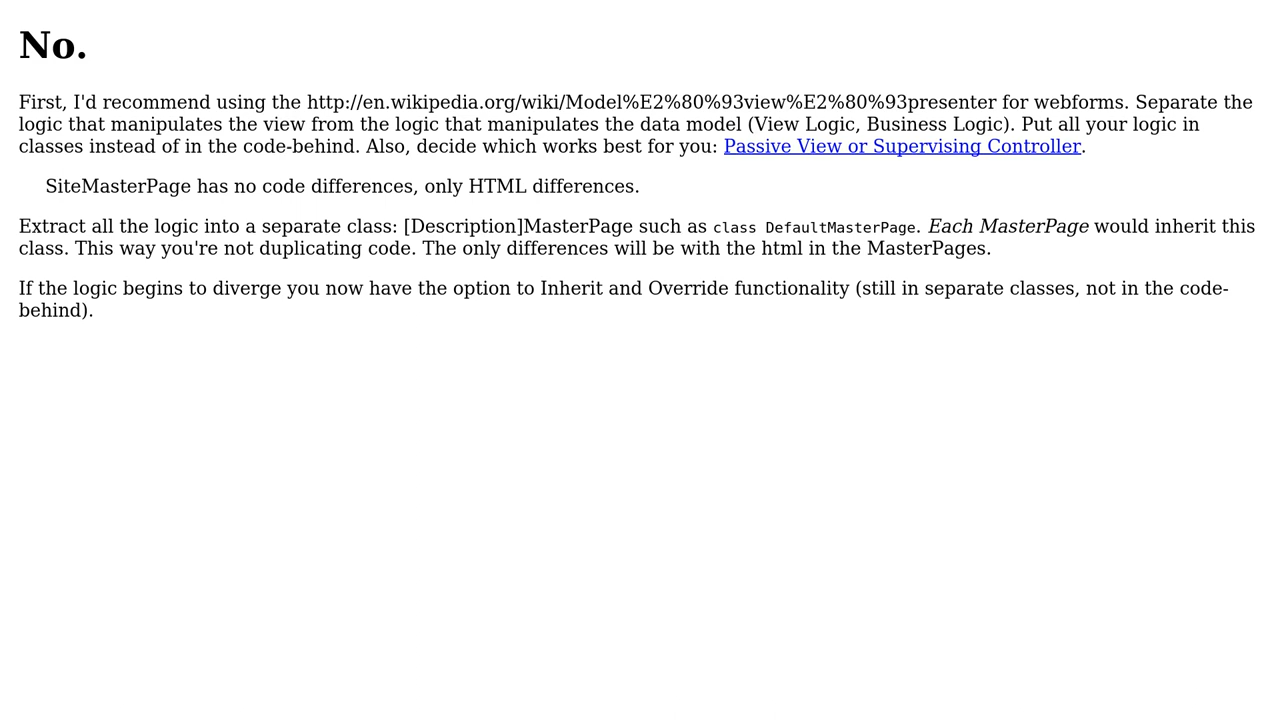 No.
First, I'd recommend using the http://en.wikipedia.org/wiki/Model%E2%80%93view%E2%80%93presenter for webforms. Separate the
logic that manipulates the view from the logic that manipulates the data model (View Logic, Business Logic). Put all your logic in
classes instead of in the code-behind. Also, decide which works best for you: Passive View or Supervising Controller.
SiteMasterPage has no code differences, only HTML differences.
Extract all the logic into a separate class: [Description]MasterPage such as class DefaultMasterPage. Each MasterPage would inherit this
class. This way you're not duplicating code. The only differences will be with the html in the MasterPages.
If the logic begins to diverge you now have the option to Inherit and Override functionality (still in separate classes, not in the code-
behind).